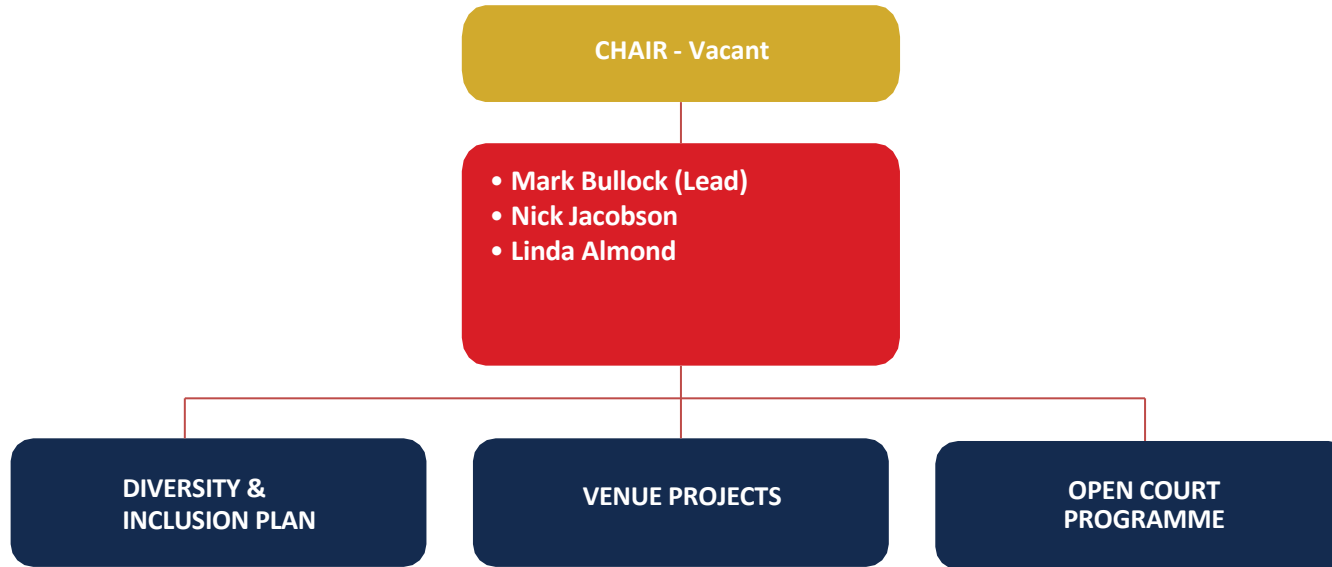 CHAIR - Vacant
• Mark Bullock (Lead)
• Nick Jacobson
• Linda Almond
DIVERSITY &
INCLUSION PLAN
VENUE PROJECTS
OPEN COURT
PROGRAMME